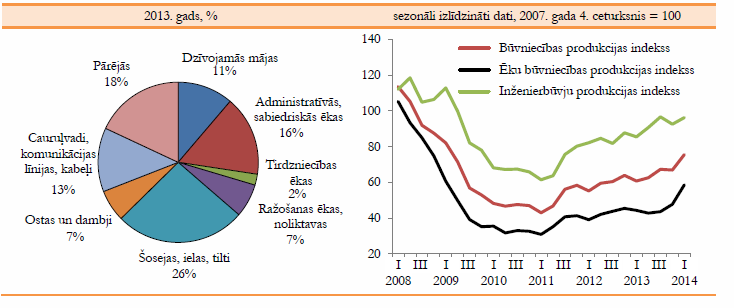 2013. gads, %
sezonāli izlīdzināti dati, 2007. gada 4. ceturksnis = 100
Dzīvojamās mājas
11%
Administratīvās,
sabiedriskās ēkas
16%
Tirdzniecības
ēkas
2%
Ražošanas ēkas,
noliktavas
7%
Šosejas, ielas, tilti
26%
Ostas un dambji
7%
Cauruļvadi,
komunikācijas
līnijas, kabeļi
13%
Pārējās
18%
Būvniecības produkcijas indekss
Ēku būvniecības produkcijas indekss
Inženierbūvju produkcijas indekss
140
120
100
80
60
40
20
I III I III I III I III I III I III I
2008 2009 2010 2011 2012 2013 2014